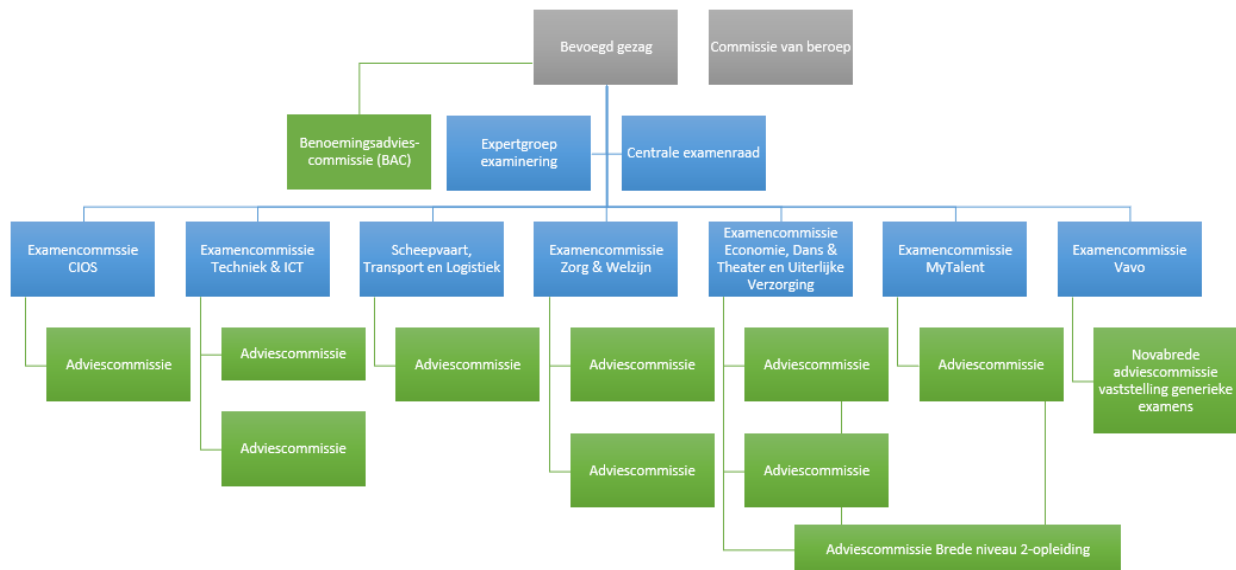 Bevoegd gezag
Commissie van beroep
Benoemingsadvies-
commissie (BAC)
Expertgroep
examinering
Centrale examenraad
Examencommssie
CIOS
Examencommissie
Techniek & ICT
Scheepvaart,
Transport en Logistiek
Examencommissie
Zorg & Welzijn
Examencommissie
Economie, Dans &
Theater en Uiterlijke
Verzorging
Examencommissie
MyTalent
Examencommissie
Vavo
Adviescommissie
Adviescommissie
Adviescommissie
Adviescommissie
Adviescommissie
Adviescommissie
Novabrede
adviescommissie
vaststelling generieke
examens
Adviescommissie
Adviescommissie
Adviescommissie
Adviescommissie Brede niveau 2-opleiding